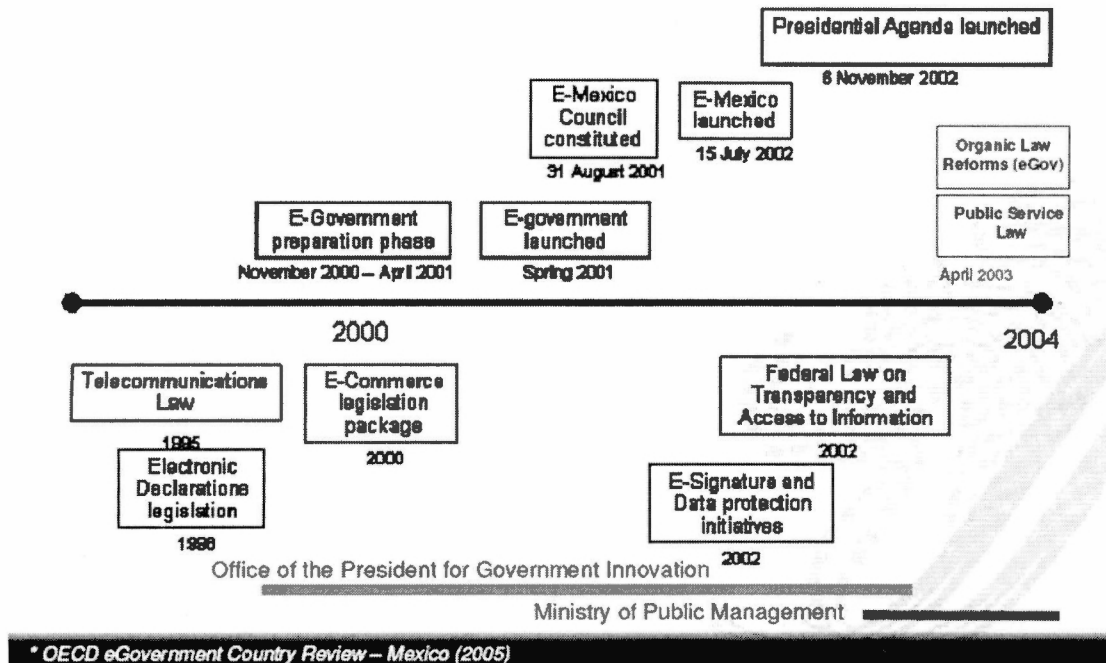 Presidential Agenda launched
6 November 2002
E-Mexico
Council
constituted
31 August 2001
E-Mexico
launched
15 July 2002
Organic Law
Reforms (eGov)
Public Service
Law
April 2003
E-Government
preparation phase
November 2000 – April 2001
E-government
launched
Spring 2001
2000
2004
Telecommunications
Law
1995
Electronic
Declarations
legislation
1996
E-Commerce
legislation
package
2000
Federal Law on
Transparency and
Access to Information
2002
E-Signature and
Data protection
initiatives
2002
Office of the President for Government Innovation
Ministry of Public Management
* OECD eGovernment Country Review – Mexico (2005)